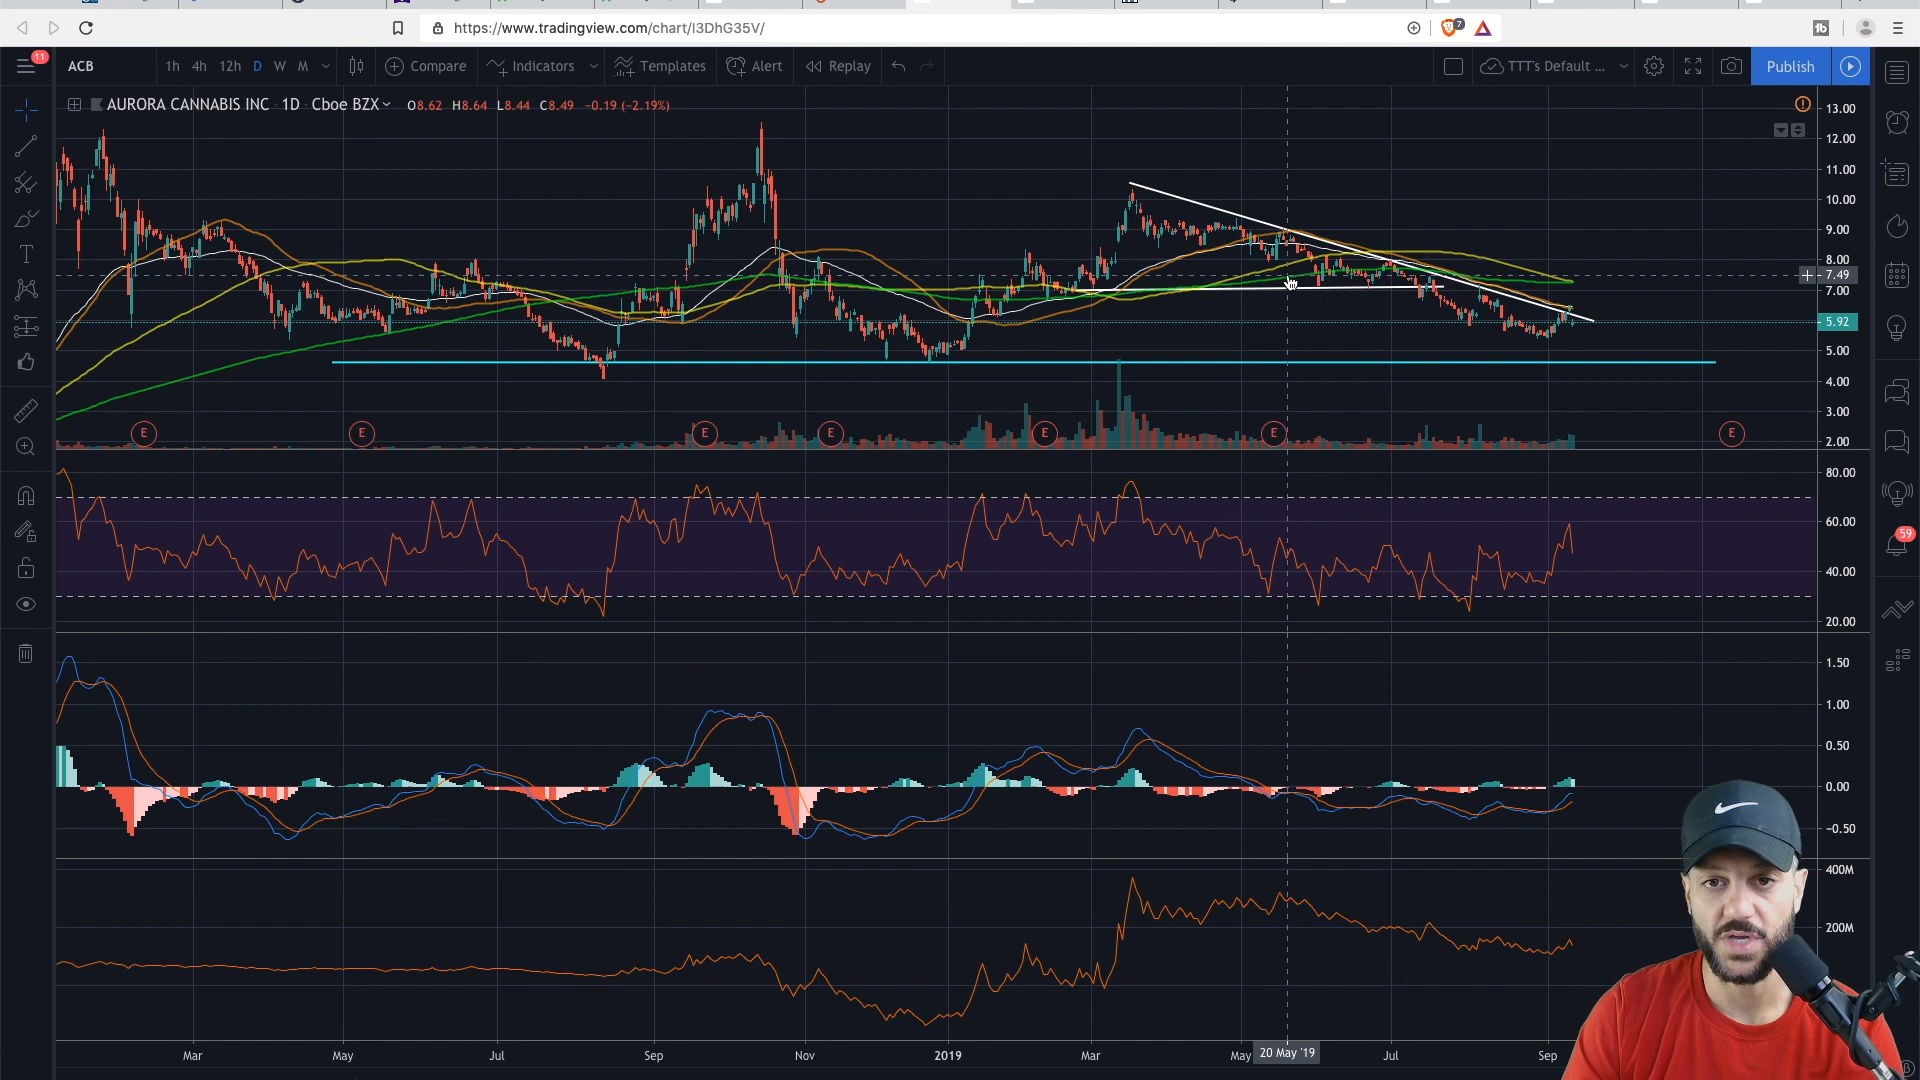 7
https://www.tradingview.com/chart/I3DhG35V/
11
ACB
1h 4h 12h D W M
Compare
Indicators
Templates
Alert
Replay
TTT's Default ...
Publish
AURORA CANNABIS INC 1D Cboe BZX
O8.62 H8.64 L8.44 C8.49 −0.19 (−2.19%)
13.00
12.00
11.00
10.00
9.00
8.00
7.49
7.00
5.92
5.00
4.00
3.00
2.00
E E E E E E E
80.00
60.00
40.00
20.00
59
1.50
1.00
0.50
0.00
−0.50
400M
200M
Mar May Jul Sep Nov 2019 Mar May 20 May '19 Jul Sep